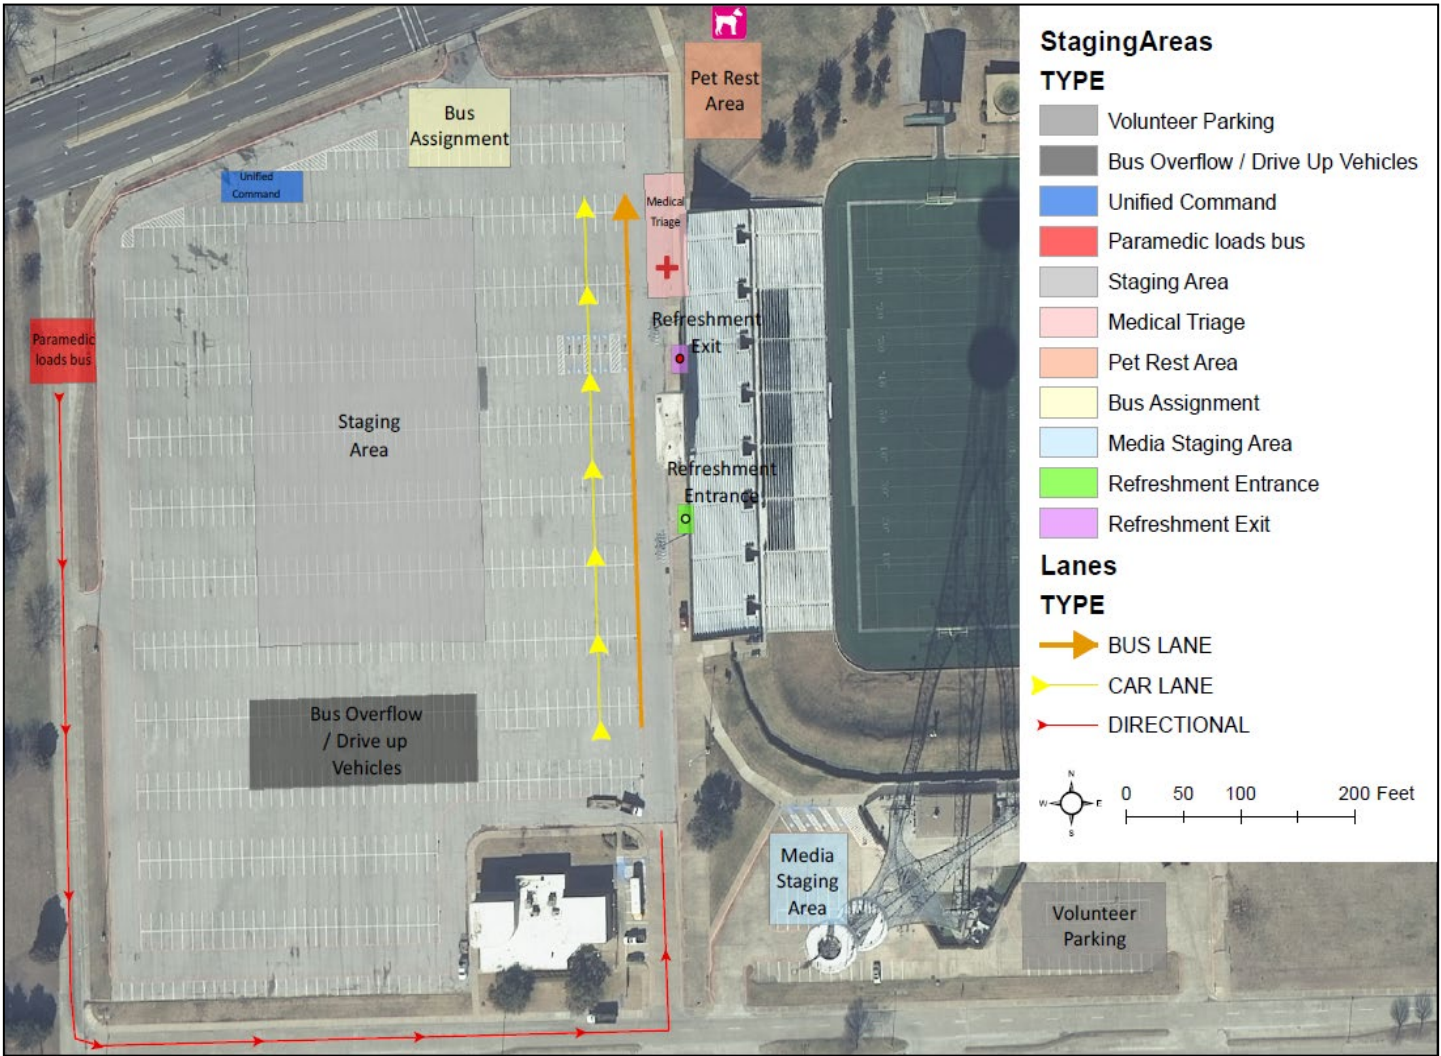 Pet Rest
Area
Bus
Assignment
Unified
Command
Medical
Triage
Refreshment
Exit
Paramedic
loads bus
Staging
Area
Refreshment
Entrance
Bus Overflow
/ Drive up
Vehicles
Media
Staging
Area
Volunteer
Parking
StagingAreas
TYPE
Volunteer Parking
Bus Overflow / Drive Up Vehicles
Unified Command
Paramedic loads bus
Staging Area
Medical Triage
Pet Rest Area
Bus Assignment
Media Staging Area
Refreshment Entrance
Refreshment Exit
Lanes
TYPE
BUS LANE
CAR LANE
DIRECTIONAL
N
W E
S
0 50 100 200 Feet